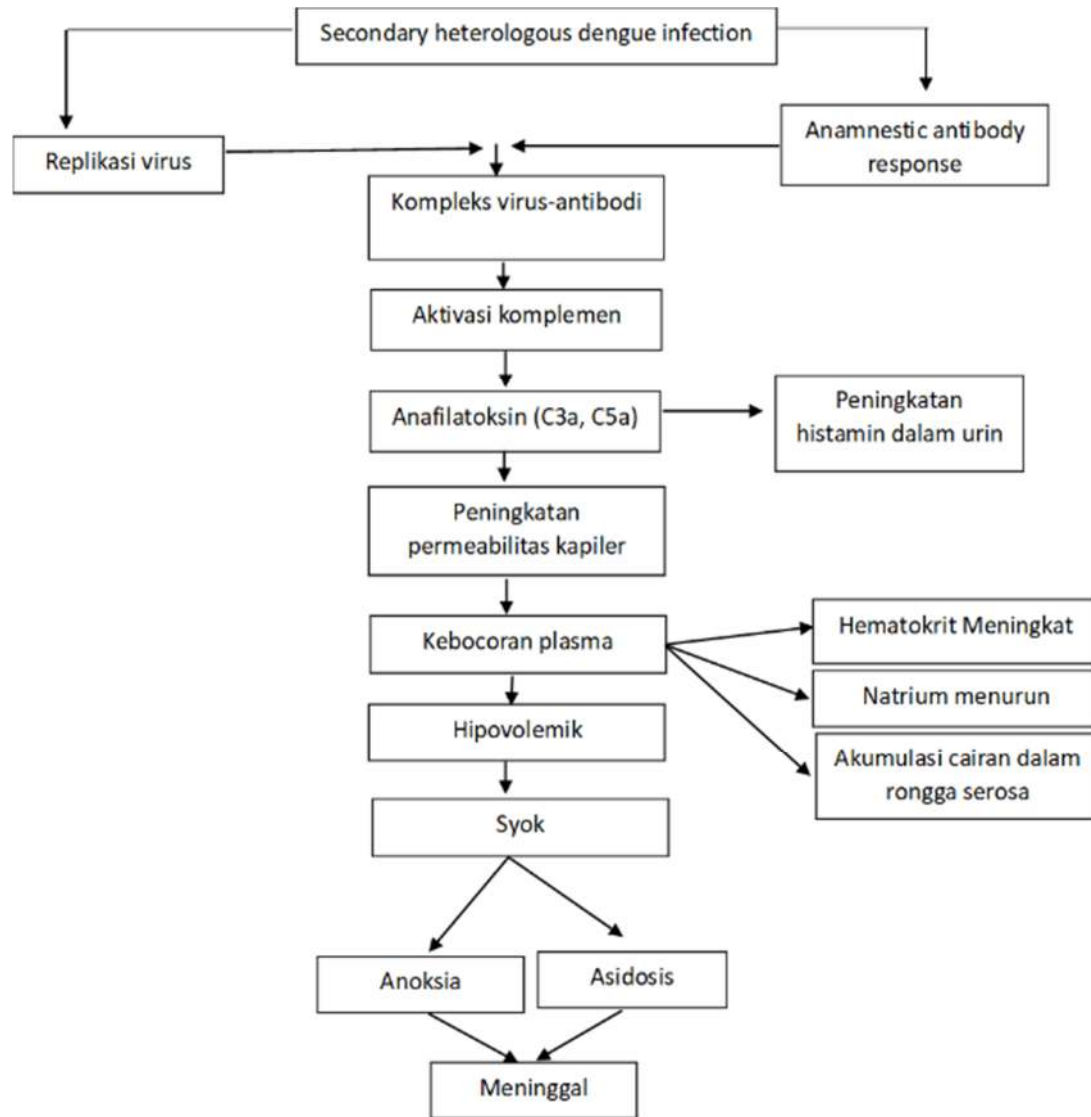 Secondary heterologous dengue infection
Replikasi virus
Anamnestic antibody
response
Kompleks virus-antibodi
Aktivasi komplemen
Anafilatoksin (C3a, C5a)
Peningkatan
histamin dalam urin
Peningkatan
permeabilitas kapiler
Kebocoran plasma
Hematokrit Meningkat
Natrium menurun
Akumulasi cairan dalam
rongga serosa
Hipovolemik
Syok
Anoksia
Asidosis
Meninggal